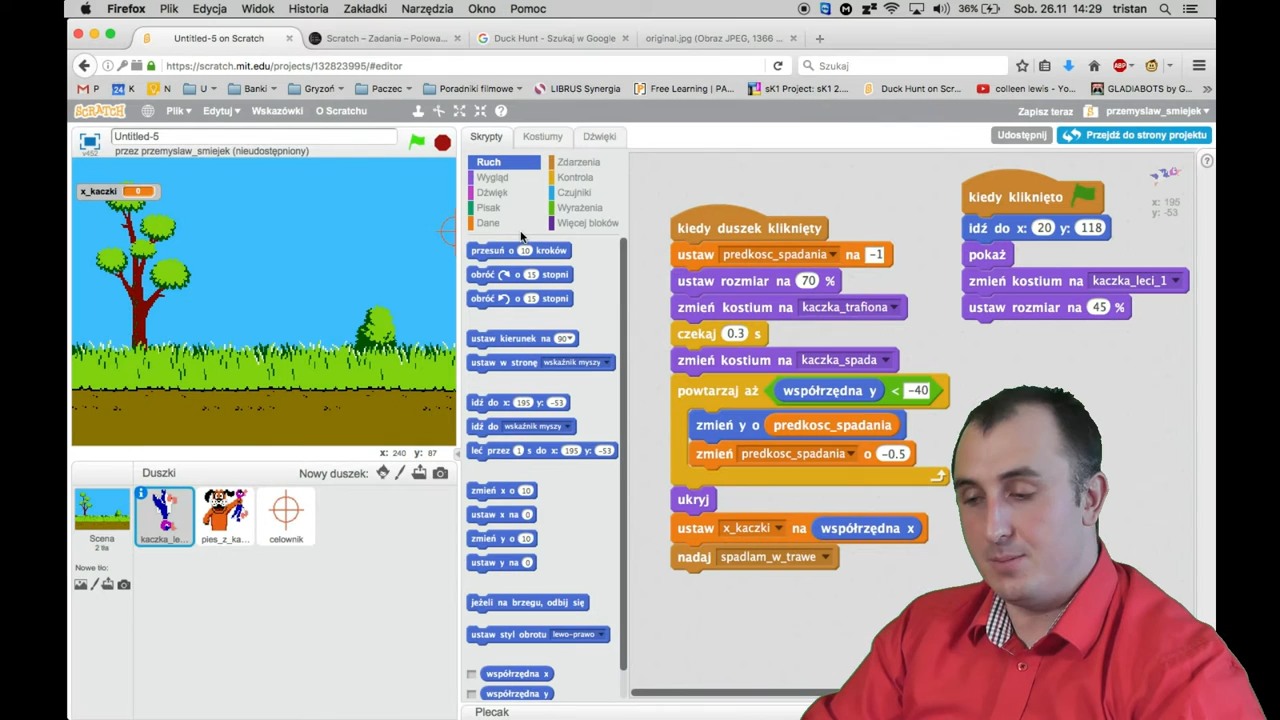 Firefox Plik Edycja Widok Historia Zakładki Narzędzia Okno Pomoc 36% Sob. 26.11 14:29 tristan
Untitled-5 on Scratch Scratch – Zadania – Polowa... Duck Hunt - Szukaj w Google original.jpg (Obraz JPEG, 1366 ...
https://scratch.mit.edu/projects/132823995/#editor Szukaj
M P 24 K N U Banki Gryzoń Paczec Poradniki filmowe LIBRUS Synergia Free Learning | PA... sK1 Project: sK1 2.... Duck Hunt on Scr... colleen lewis - You... GLADIABOTS by G...
SCRATCH Plik Edytuj Wskazówki O Scratchu Zapisz teraz przemyslaw_smiejek
Untitled-5
przez przemyslaw_smiejek (nieudostępniony)
v452
Skrypty Kostiumy Dźwięki
Udostępnij Przejdź do strony projektu
x_kaczki 0
Ruch Zdarzenia
Wygląd Kontrola
Dźwięk Czujniki
Pisak Wyrażenia
Dane Więcej bloków
przesuń o 10 kroków
obróć o 15 stopni
obróć o 15 stopni
ustaw kierunek na 90
ustaw w stronę wskaźnik myszy
idź do x: 195 y: -53
idź do wskaźnik myszy
leć przez 1 s do x: 195 y: -53
zmień x o 10
ustaw x na 0
zmień y o 10
ustaw y na 0
jeżeli na brzegu, odbij się
ustaw styl obrotu lewo-prawo
współrzędna x
współrzędna y
kiedy duszek kliknięty
ustaw predkosc_spadania na -1
ustaw rozmiar na 70 %
zmień kostium na kaczka_trafiona
czekaj 0.3 s
zmień kostium na kaczka_spada
powtarzaj aż współrzędna y < -40
zmień y o predkosc_spadania
zmień predkosc_spadania o -0.5
ukryj
ustaw x_kaczki na współrzędna x
nadaj spadlam_w_trawe
kiedy kliknięto
idź do x: 20 y: 118
pokaż
zmień kostium na kaczka_leci_1
ustaw rozmiar na 45 %
x: 195
y: -53
x: 240 y: 87
Duszki Nowy duszek:
Scena
2 tła
kaczka_le... pies_z_ka... celownik
Nowe tło:
Plecak